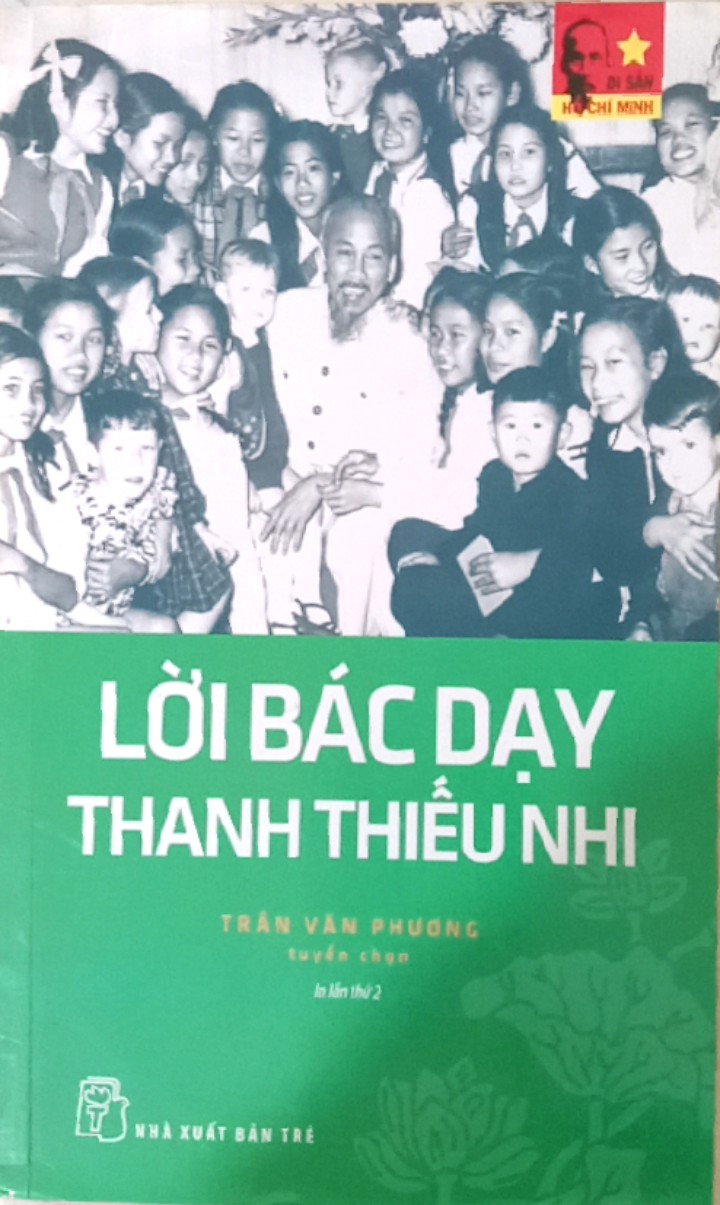 DI SẢN
HỒ CHÍ MINH
LỜI BÁC DẠY
THANH THIẾU NHI
TRẦN VĂN PHƯƠNG
tuyển chọn
In lần thứ 2
T
NHÀ XUẤT BẢN TRẺ